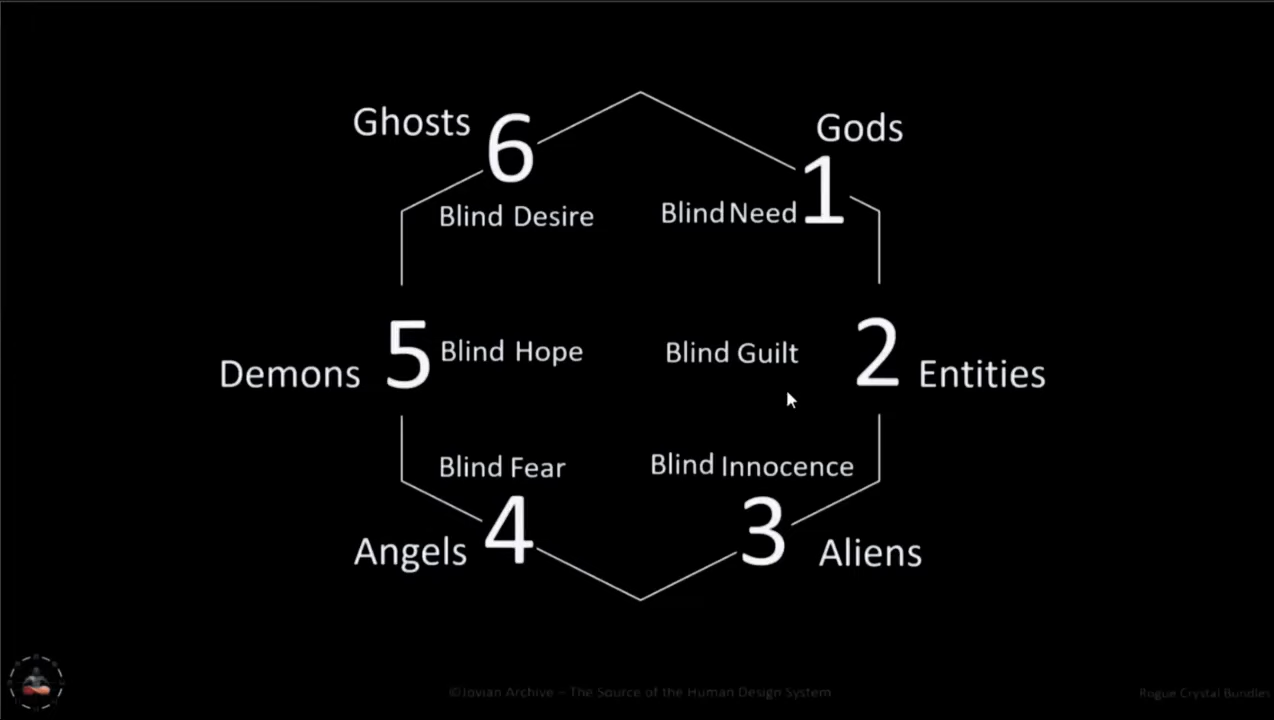 Ghosts
6
Gods
1
Blind Desire
Blind Need
5
Blind Hope
Blind Guilt
2
Demons
Entities
Blind Fear
Blind Innocence
4
3
Angels
Aliens
©Jovian Archive – The Source of the Human Design System
Rogue Crystal Bundles